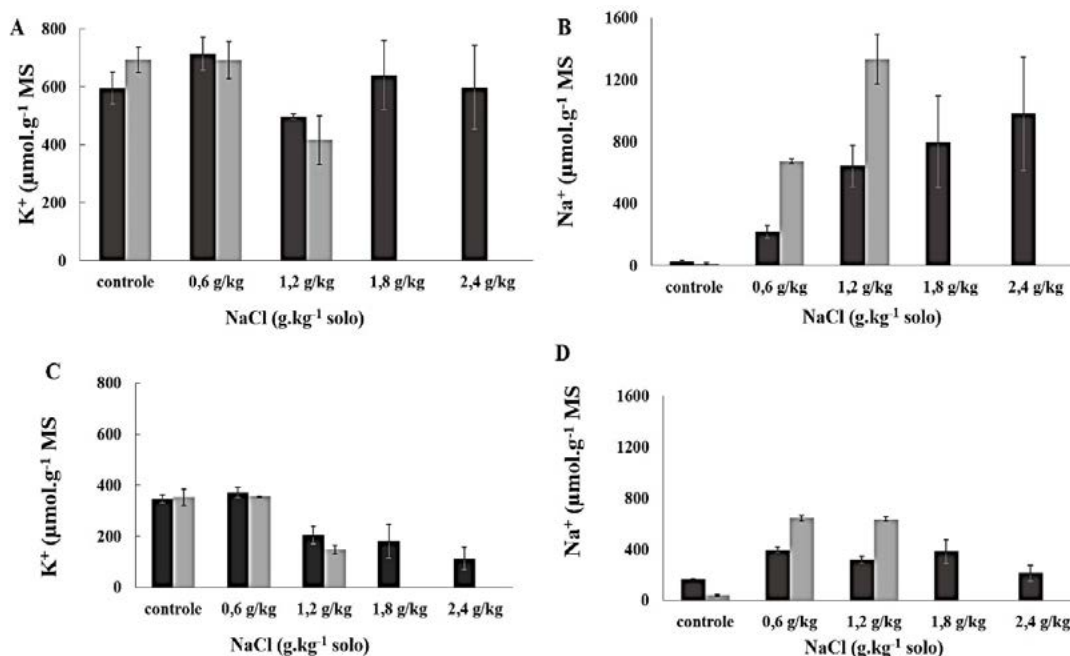 A
K⁺ (µmol.g⁻¹ MS
800
600
400
200
0
controle 0,6 g/kg 1,2 g/kg 1,8 g/kg 2,4 g/kg
NaCl (g.kg⁻¹ solo)
B
Na⁺ (µmol.g⁻¹ MS
1600
1200
800
400
0
controle 0,6 g/kg 1,2 g/kg 1,8 g/kg 2,4 g/kg
NaCl (g.kg⁻¹ solo)
C
K⁺ (µmol.g⁻¹ MS
800
600
400
200
0
controle 0,6 g/kg 1,2 g/kg 1,8 g/kg 2,4 g/kg
NaCl (g.kg⁻¹ solo)
D
Na⁺ (µmol.g⁻¹ MS
1600
1200
800
400
0
controle 0,6 g/kg 1,2 g/kg 1,8 g/kg 2,4 g/kg
NaCl (g.kg⁻¹ solo)